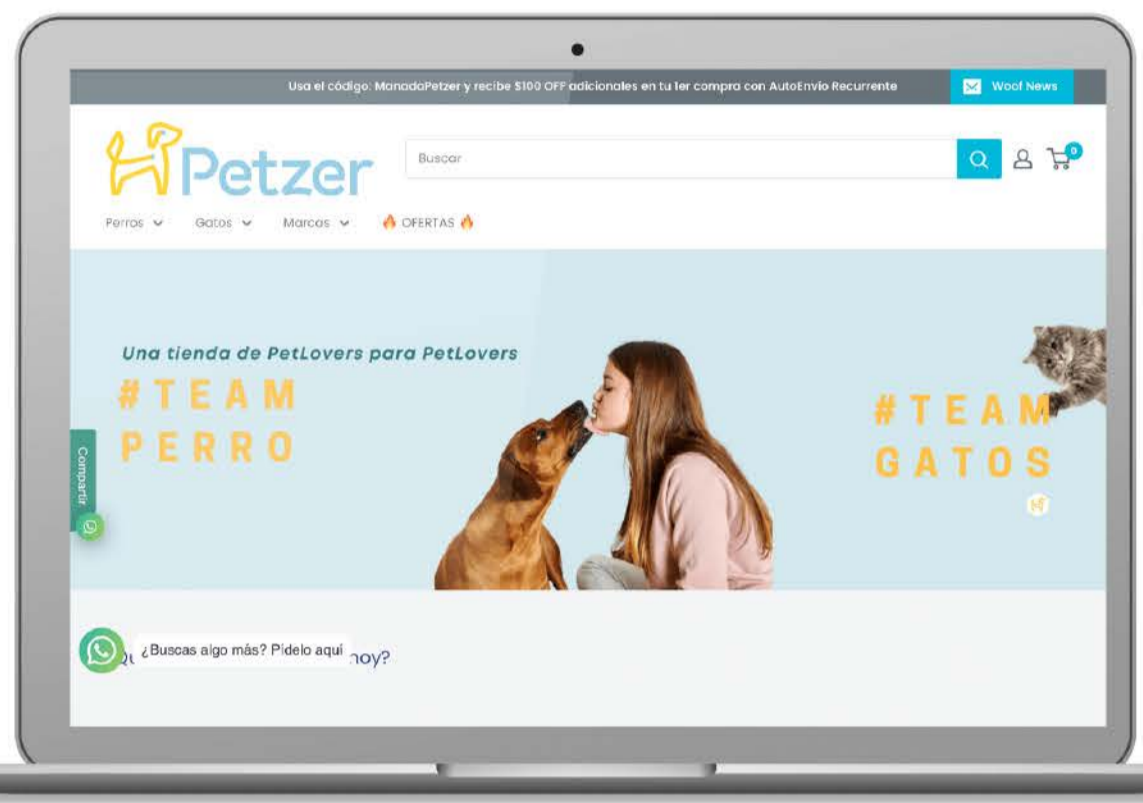 Usa el código: ManadaPetzer y recibe $100 OFF adicionales en tu 1er compra con AutoEnvío Recurrente
Woof News
Petzer
Buscar
0
Perros
Gatos
Marcas
🔥 OFERTAS 🔥
Una tienda de PetLovers para PetLovers
#TEAM
PERRO
#TEAM
GATOS
Compartir
¿Buscas algo más? Pídelo aquí
hoy?